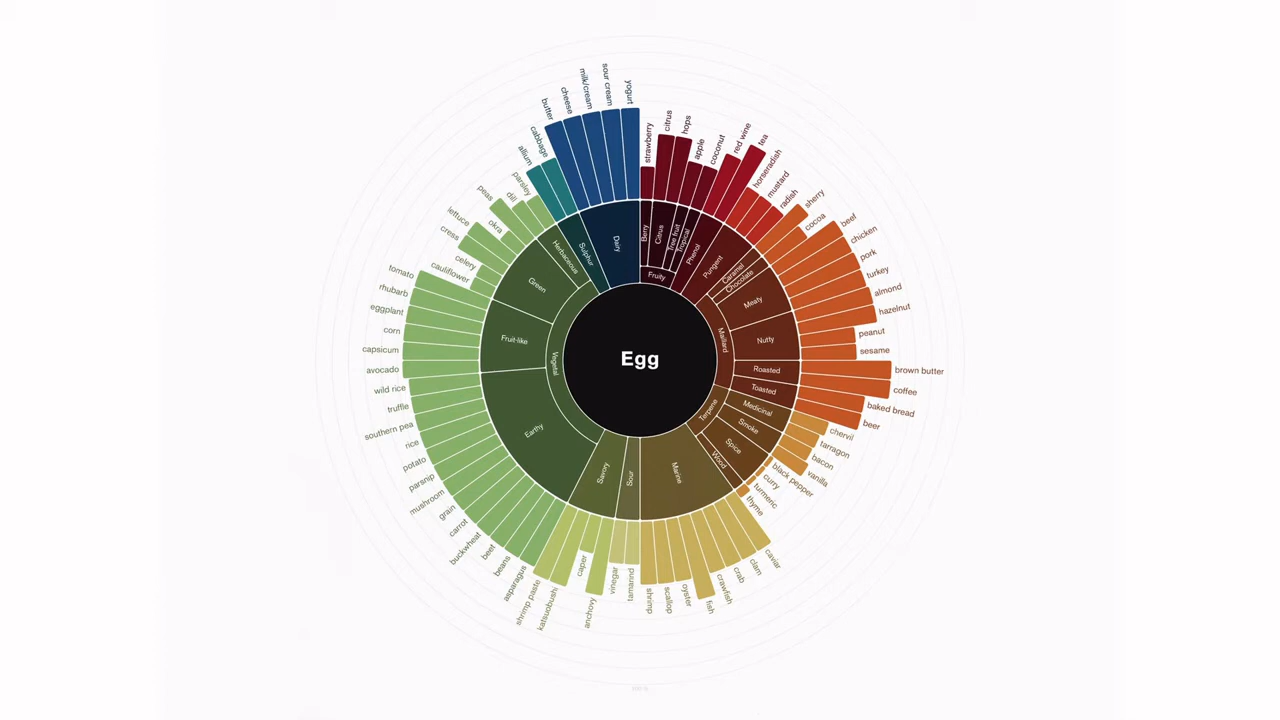 Egg
Fruity
Berry
Citrus
Tree fruit
Tropical
Phenol
Pungent
Maillard
Caramel
Chocolate
Meaty
Nutty
Roasted
Toasted
Terpene
Medicinal
Smoke
Spice
Wood
Marine
Sour
Savory
Vegetal
Earthy
Fruit-like
Green
Herbaceous
Sulphur
Dairy
strawberry
citrus
hops
apple
coconut
red wine
tea
horseradish
mustard
radish
sherry
cocoa
beef
chicken
pork
turkey
almond
hazelnut
peanut
sesame
brown butter
coffee
baked bread
beer
chervil
tarragon
bacon
vanilla
black pepper
curry
turmeric
thyme
caviar
clam
crab
crawfish
fish
oyster
scallop
shrimp
tamarind
vinegar
anchovy
caper
katsuobushi
shrimp paste
asparagus
beans
beet
buckwheat
carrot
grain
mushroom
parsnip
potato
rice
southern pea
truffle
wild rice
avocado
capsicum
corn
eggplant
rhubarb
tomato
cauliflower
celery
cress
lettuce
okra
peas
dill
parsley
allium
cabbage
butter
cheese
milk/cream
sour cream
yogurt